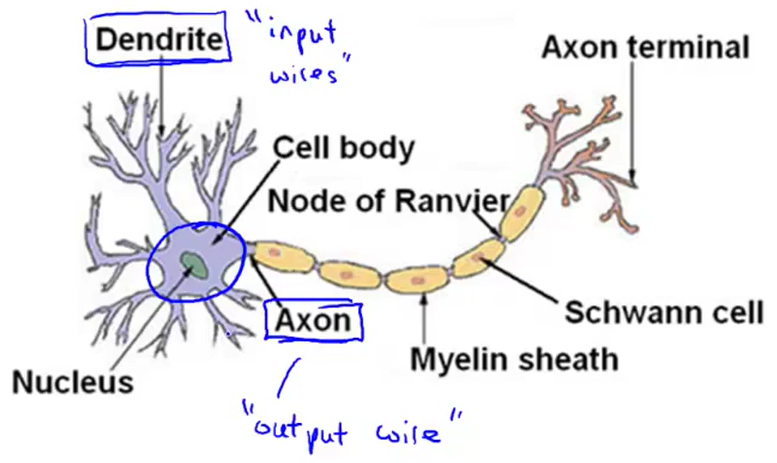 Dendrite
"input
wires"
Axon terminal
Cell body
Node of Ranvier
Axon
Schwann cell
Myelin sheath
Nucleus
"output wire"